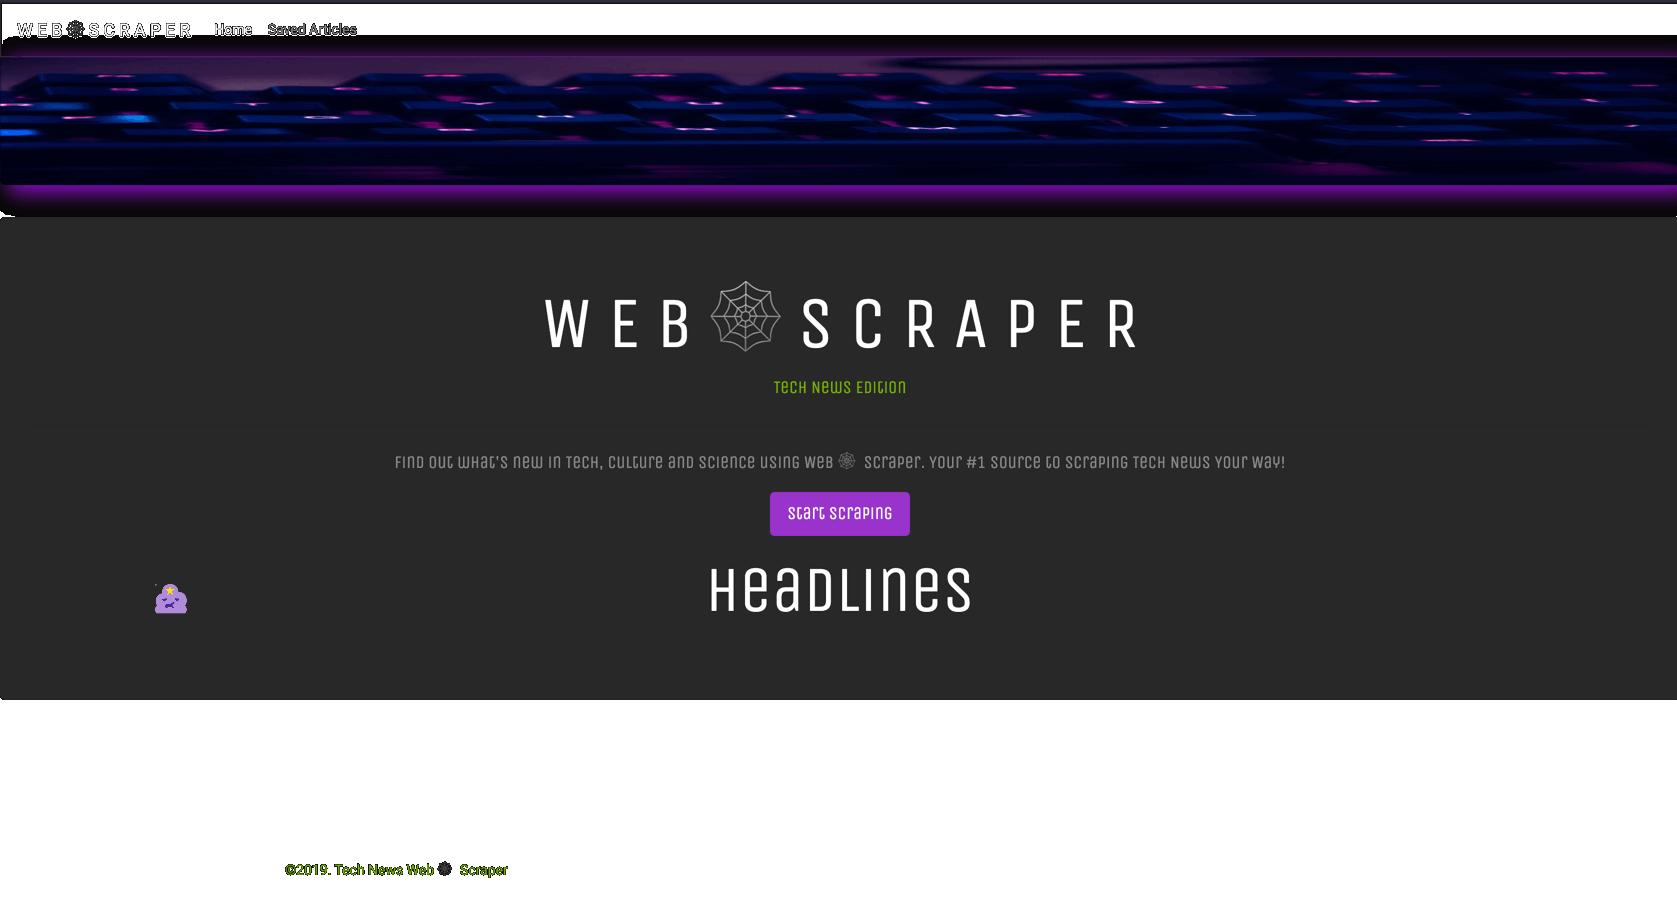 WEB SCRAPER Home Saved Articles
WEB SCRAPER
Tech News Edition
Find out what's new in Tech, Culture and Science using Web Scraper. Your #1 Source to Scraping Tech News Your Way!
Start Scraping
Headlines
©2019. Tech News Web Scraper